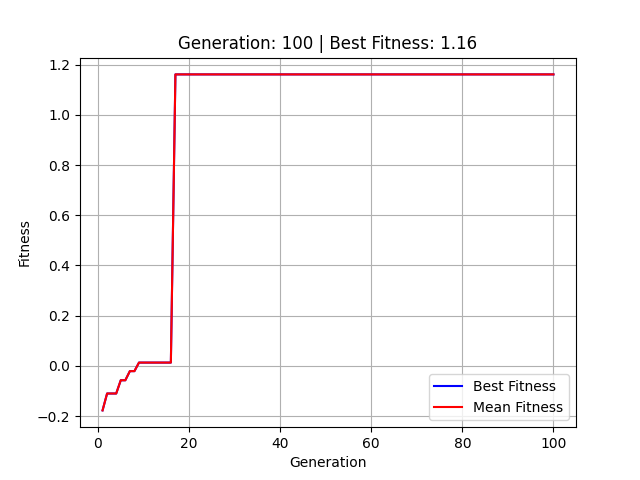 Generation: 100 | Best Fitness: 1.16
1.2
1.0
0.8
0.6
0.4
0.2
0.0
−0.2
Fitness
Best Fitness
Mean Fitness
0 20 40 60 80 100
Generation